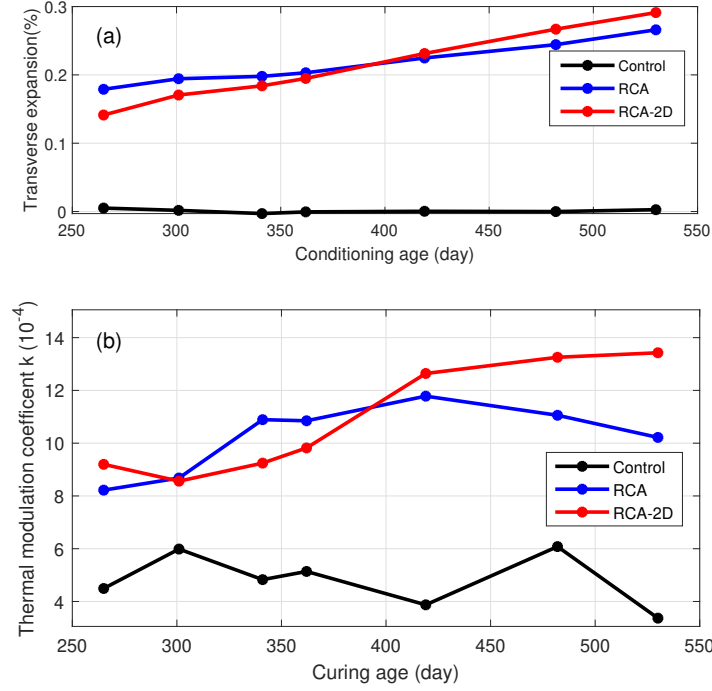 (a)
Transverse expansion(%)
0.3
0.2
0.1
0
Control
RCA
RCA-2D
250 300 350 400 450 500 550
Conditioning age (day)
(b)
Thermal modulation coefficent k (10-4)
14
12
10
8
6
4
Control
RCA
RCA-2D
250 300 350 400 450 500 550
Curing age (day)